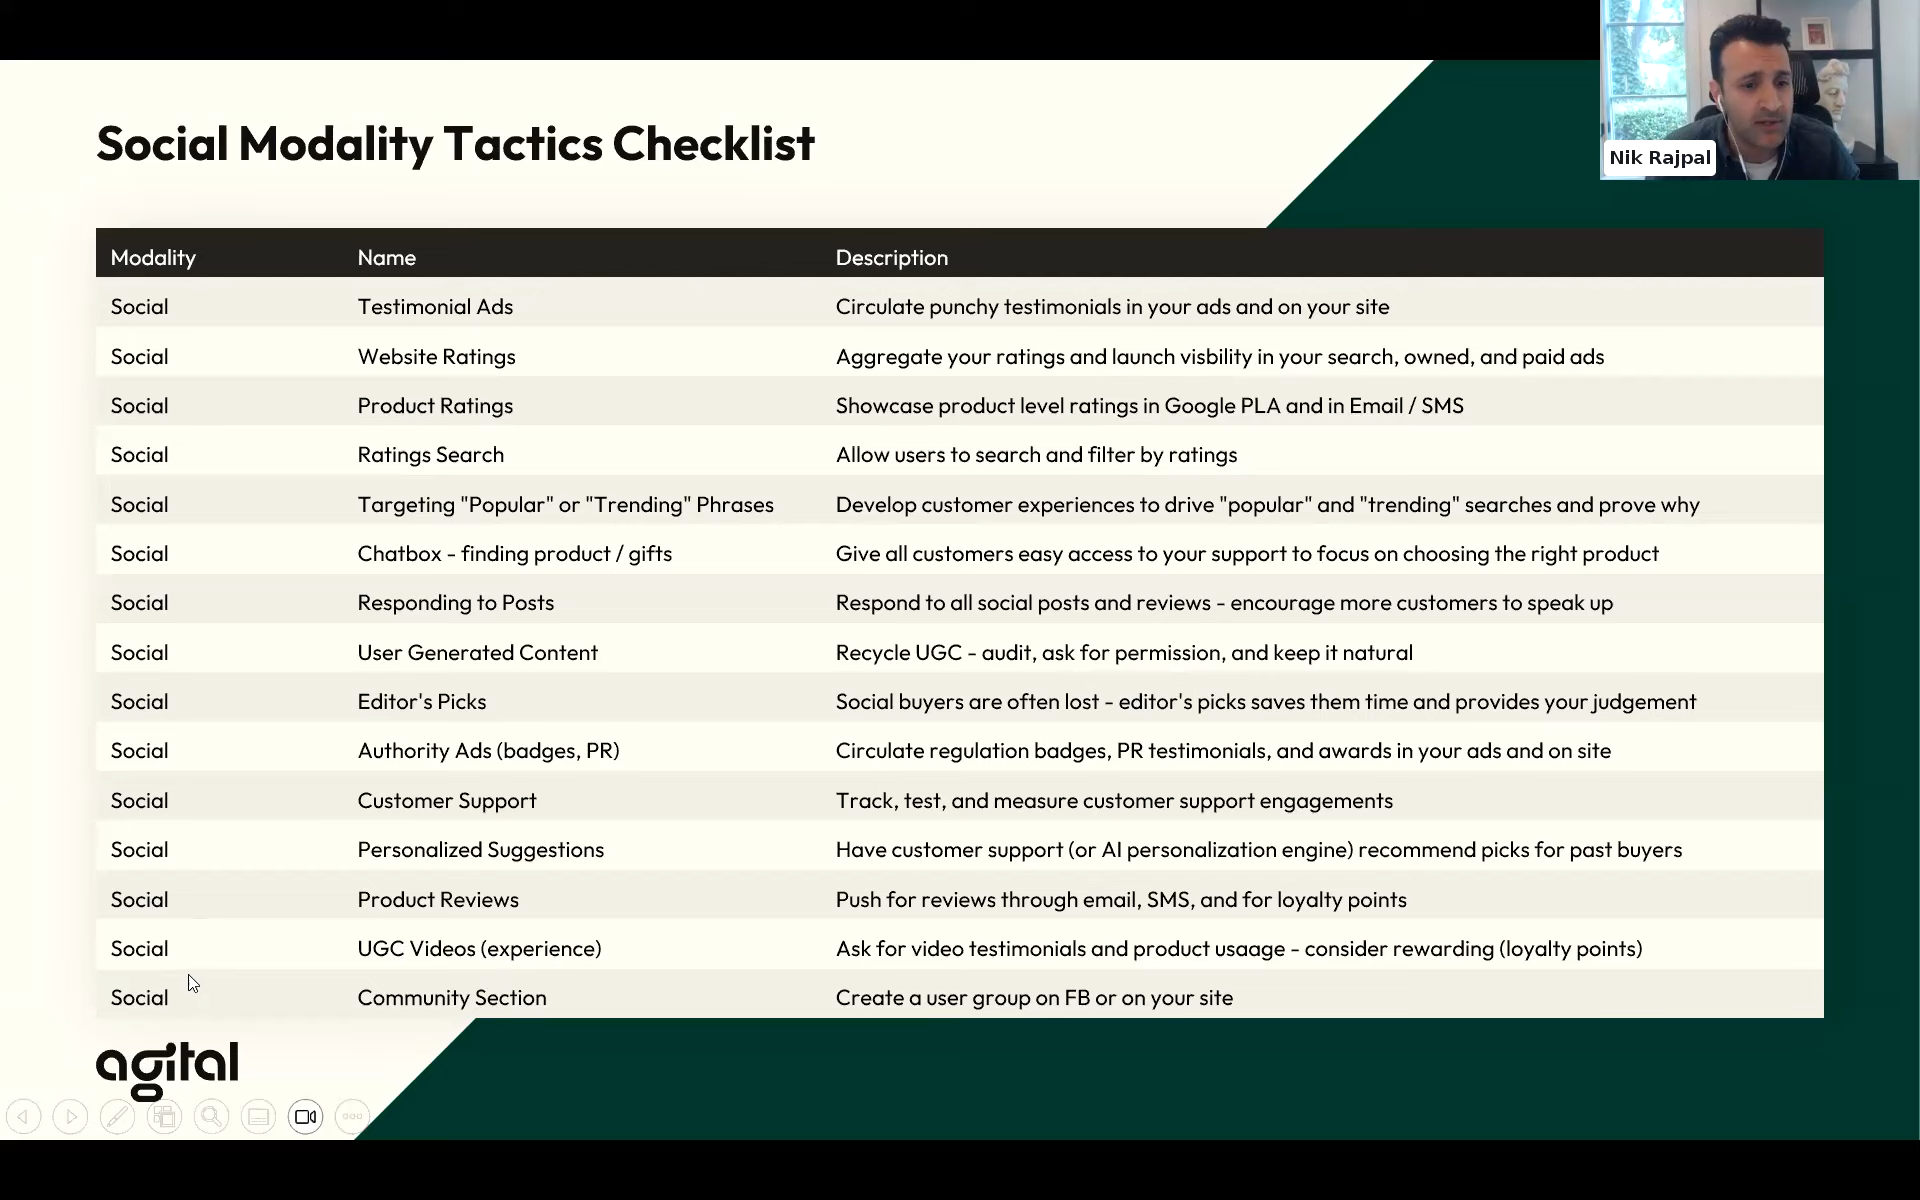 Social Modality Tactics Checklist
Nik Rajpal
Modality Name Description
Social Testimonial Ads Circulate punchy testimonials in your ads and on your site
Social Website Ratings Aggregate your ratings and launch visbility in your search, owned, and paid ads
Social Product Ratings Showcase product level ratings in Google PLA and in Email / SMS
Social Ratings Search Allow users to search and filter by ratings
Social Targeting "Popular" or "Trending" Phrases Develop customer experiences to drive "popular" and "trending" searches and prove why
Social Chatbox - finding product / gifts Give all customers easy access to your support to focus on choosing the right product
Social Responding to Posts Respond to all social posts and reviews - encourage more customers to speak up
Social User Generated Content Recycle UGC - audit, ask for permission, and keep it natural
Social Editor's Picks Social buyers are often lost - editor's picks saves them time and provides your judgement
Social Authority Ads (badges, PR) Circulate regulation badges, PR testimonials, and awards in your ads and on site
Social Customer Support Track, test, and measure customer support engagements
Social Personalized Suggestions Have customer support (or AI personalization engine) recommend picks for past buyers
Social Product Reviews Push for reviews through email, SMS, and for loyalty points
Social UGC Videos (experience) Ask for video testimonials and product usaage - consider rewarding (loyalty points)
Social Community Section Create a user group on FB or on your site
agital